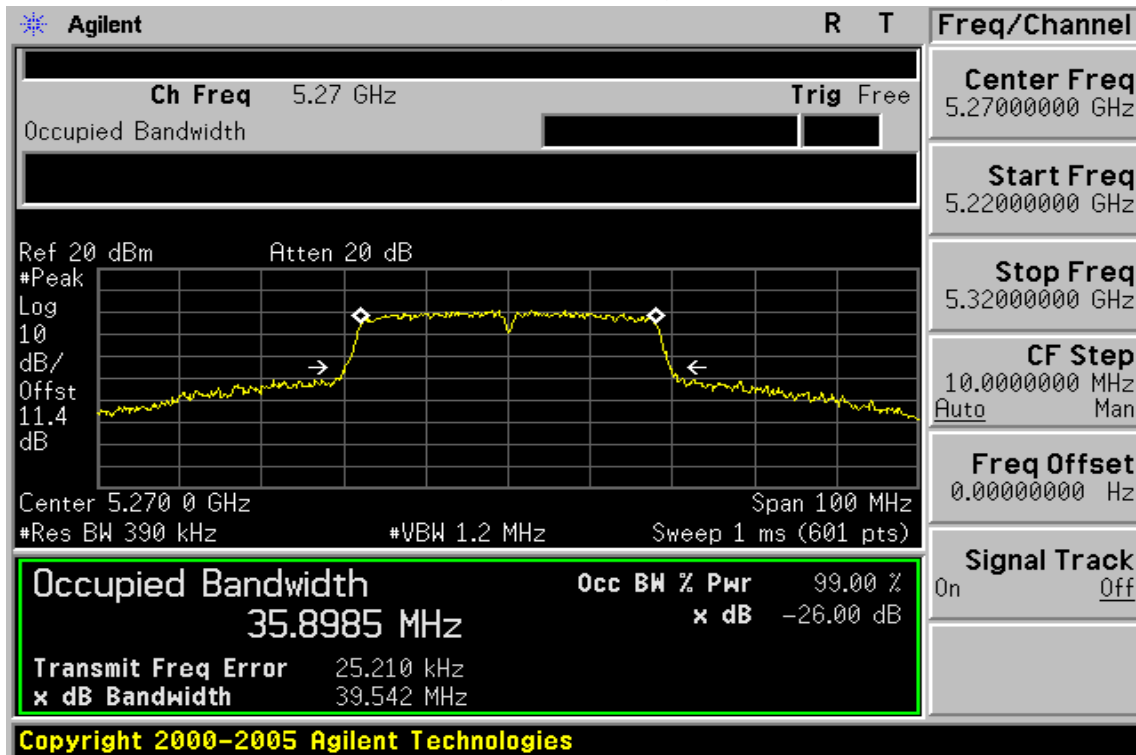 Agilent R T
Freq/Channel
Ch Freq 5.27 GHz Trig Free
Occupied Bandwidth
Center Freq
5.27000000 GHz
Start Freq
5.22000000 GHz
Stop Freq
5.32000000 GHz
CF Step
10.0000000 MHz
Auto Man
Freq Offset
0.00000000 Hz
Signal Track
On Off
Ref 20 dBm Atten 20 dB
#Peak
Log
10
dB/
Offst
11.4
dB
Center 5.270 0 GHz Span 100 MHz
#Res BW 390 kHz #VBW 1.2 MHz Sweep 1 ms (601 pts)
Occupied Bandwidth Occ BW % Pwr 99.00 %
35.8985 MHz x dB -26.00 dB
Transmit Freq Error 25.210 kHz
x dB Bandwidth 39.542 MHz
Copyright 2000-2005 Agilent Technologies